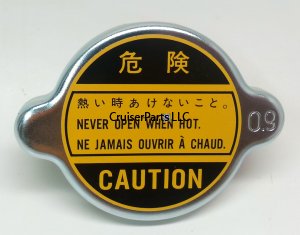 危険
熱い時あけないこと。
CruiserParts LLC
NEVER OPEN WHEN HOT.
NE JAMAIS OUVRIR À CHAUD.
CAUTION
0.9